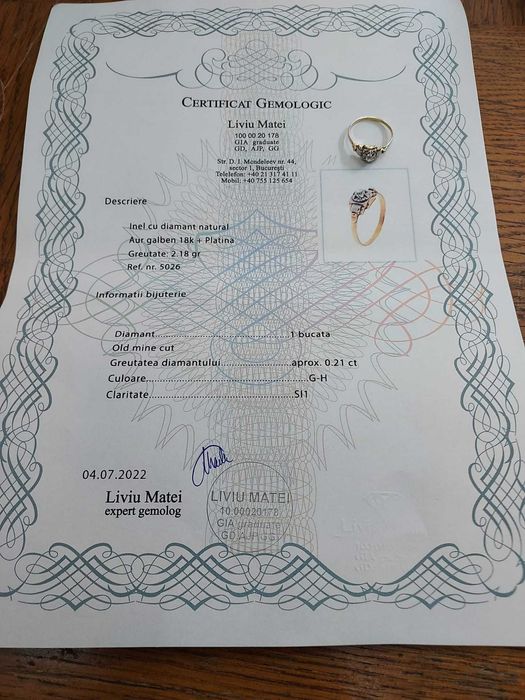 CERTIFICAT GEMOLOGIC
Liviu Matei
100 00 20 178
GIA graduate
GD, AJP, GG
Str. D. I. Mendeleev nr. 44,
sector 1, Bucureşti
Telelefon: +40 21 317 41 11
Mobil: +40 755 125 654
Descriere
Inel cu diamant natural
Aur galben 18k + Platina
Greutate: 2.18 gr
Ref. nr. 5026
Informatii bijuterie
Diamant..........................................1 bucata
Old mine cut
Greutatea diamantului......................aprox. 0.21 ct
Culoare..................................................G-H
Claritate.............................................SI1
04.07.2022
Liviu Matei
expert gemolog
LIVIU MATEI
10.00020178
GIA graduate
GD AJP GG